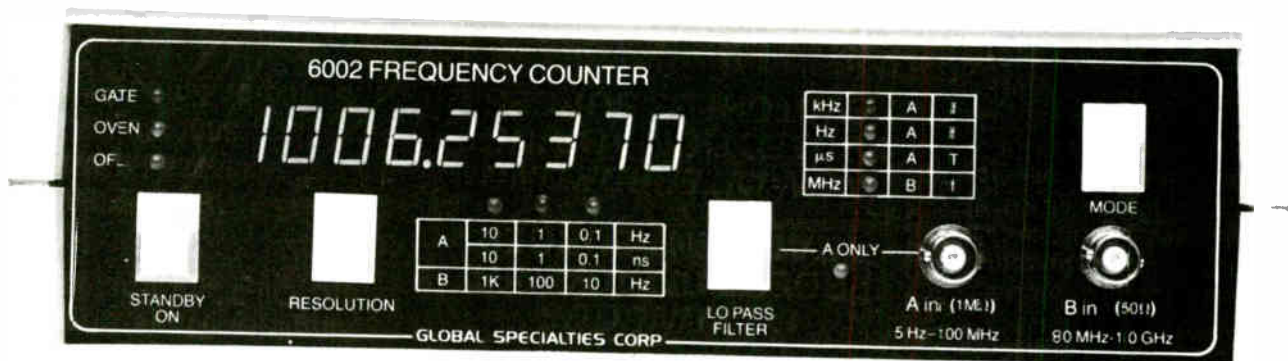 6002 FREQUENCY COUNTER
GATE
OVEN
1006.25370
kHz A f
Hz A f
µs A T
MHz B f
STANDBY
ON
RESOLUTION
A 10 1 0.1 Hz
10 1 0.1 ns
B 1K 100 10 Hz
LO PASS
FILTER
A ONLY
MODE
A in (1MΩ)
5 Hz-100 MHz
B in (50Ω)
80 MHz-1.0 GHz
GLOBAL SPECIALTIES CORP